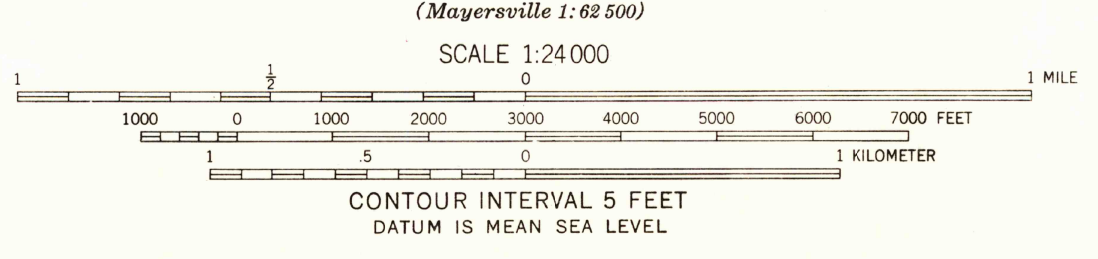 (Mayersville 1:62 500)
SCALE 1:24 000
1 1/2 0 1 MILE
1000 0 1000 2000 3000 4000 5000 6000 7000 FEET
1 .5 0 1 KILOMETER
CONTOUR INTERVAL 5 FEET
DATUM IS MEAN SEA LEVEL